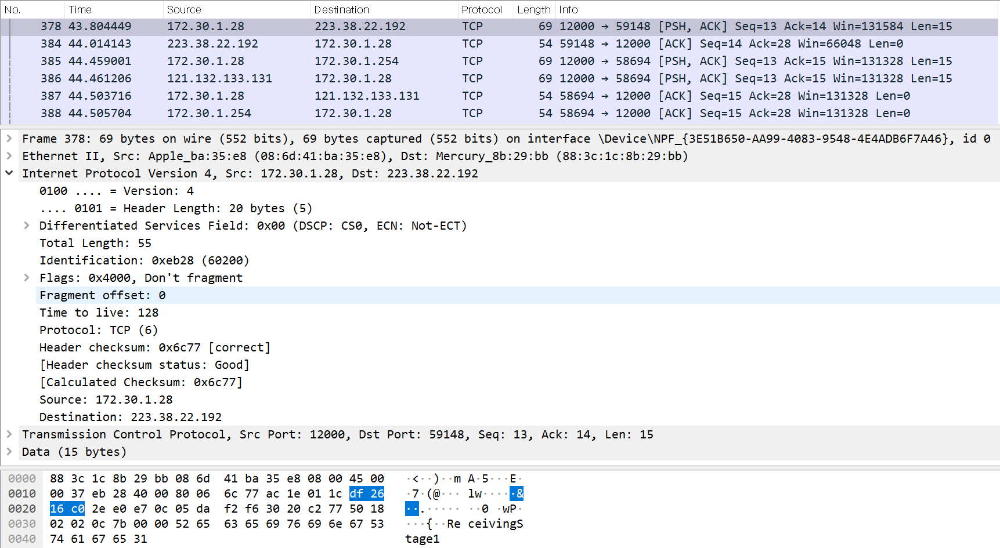 No. Time Source Destination Protocol Length Info
378 43.804449 172.30.1.28 223.38.22.192 TCP 69 12000 → 59148 [PSH, ACK] Seq=13 Ack=14 Win=131584 Len=15
384 44.014143 223.38.22.192 172.30.1.28 TCP 54 59148 → 12000 [ACK] Seq=14 Ack=28 Win=66048 Len=0
385 44.459001 172.30.1.28 172.30.1.254 TCP 69 12000 → 58694 [PSH, ACK] Seq=13 Ack=15 Win=131328 Len=15
386 44.461206 121.132.133.131 172.30.1.28 TCP 69 12000 → 58694 [PSH, ACK] Seq=13 Ack=15 Win=131328 Len=15
387 44.503716 172.30.1.28 121.132.133.131 TCP 54 58694 → 12000 [ACK] Seq=15 Ack=28 Win=131328 Len=0
388 44.505704 172.30.1.254 172.30.1.28 TCP 54 58694 → 12000 [ACK] Seq=15 Ack=28 Win=131328 Len=0
Frame 378: 69 bytes on wire (552 bits), 69 bytes captured (552 bits) on interface \Device\NPF_{3E51B650-AA99-4083-9548-4E4ADB6F7A46}, id 0
Ethernet II, Src: Apple_ba:35:e8 (08:6d:41:ba:35:e8), Dst: Mercury_8b:29:bb (88:3c:1c:8b:29:bb)
Internet Protocol Version 4, Src: 172.30.1.28, Dst: 223.38.22.192
0100 .... = Version: 4
.... 0101 = Header Length: 20 bytes (5)
Differentiated Services Field: 0x00 (DSCP: CS0, ECN: Not-ECT)
Total Length: 55
Identification: 0xeb28 (60200)
Flags: 0x4000, Don't fragment
Fragment offset: 0
Time to live: 128
Protocol: TCP (6)
Header checksum: 0x6c77 [correct]
[Header checksum status: Good]
[Calculated Checksum: 0x6c77]
Source: 172.30.1.28
Destination: 223.38.22.192
Transmission Control Protocol, Src Port: 12000, Dst Port: 59148, Seq: 13, Ack: 14, Len: 15
Data (15 bytes)
0000 88 3c 1c 8b 29 bb 08 6d 41 ba 35 e8 08 00 45 00 ·<··)··m A·5···E·
0010 00 37 eb 28 40 00 80 06 6c 77 ac 1e 01 1c df 26 ·7·(@··· lw·····&
0020 16 c0 2e e0 e7 0c 05 da f2 f6 30 20 c2 77 50 18 ··.····· ··0 ·wP·
0030 02 02 0c 7b 00 00 52 65 63 65 69 76 69 6e 67 53 ···{··Re ceivingS
0040 74 61 67 65 31 tage1